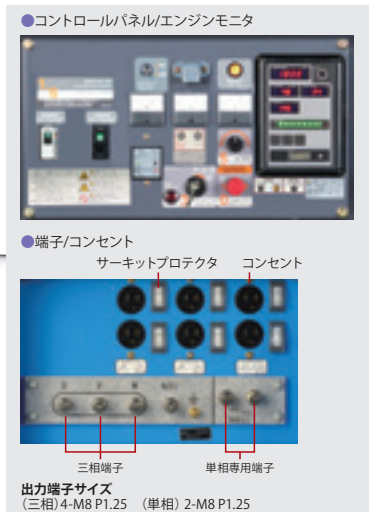 ●コントロールパネル/エンジンモニタ
●端子/コンセント
サーキットプロテクタ コンセント
三相端子 単相専用端子
出力端子サイズ
(三相)4-M8 P1.25 (単相) 2-M8 P1.25